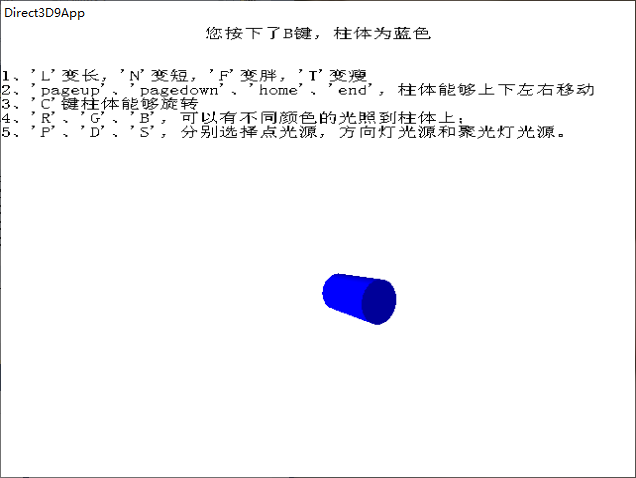 Direct3D9App
您按下了B键，柱体为蓝色
1、'L'变长，'N'变短，'F'变胖，'T'变瘦
2、'pageup'、'pagedown'、'home'、'end'，柱体能够上下左右移动
3、'C'键柱体能够旋转
4、'R'、'G'、'B'，可以有不同颜色的光照到柱体上；
5、'P'、'D'、'S'，分别选择点光源，方向灯光源和聚光灯光源。